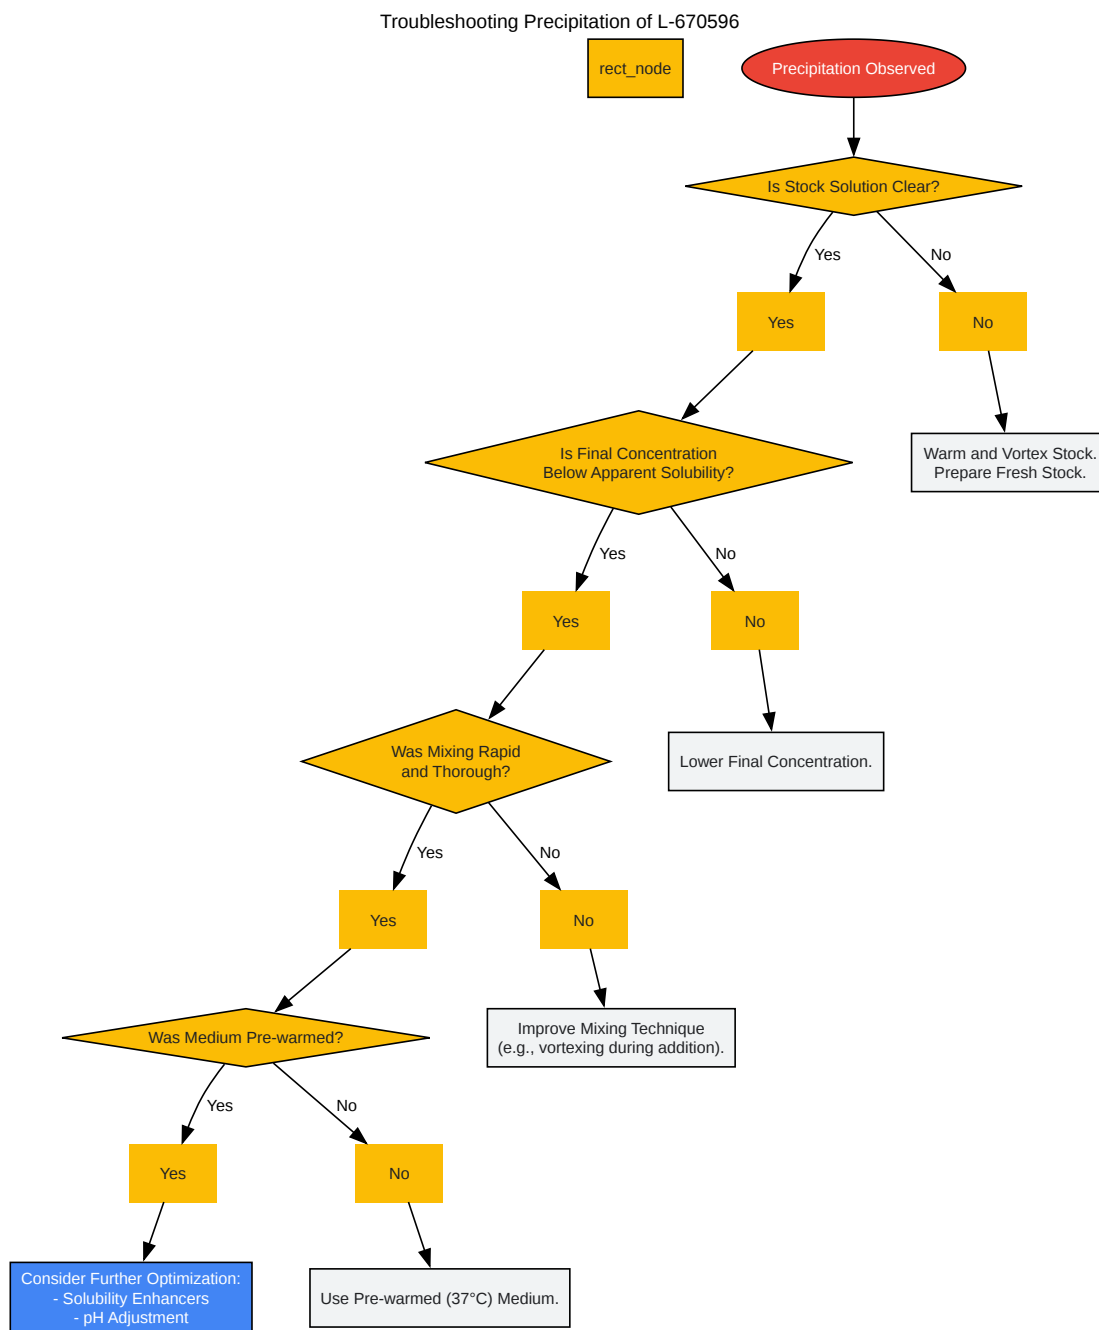 Troubleshooting Precipitation of L-670596
rect_node
Precipitation Observed
Is Stock Solution Clear?
Yes
No
Yes
No
Is Final Concentration
Below Apparent Solubility?
Warm and Vortex Stock.
Prepare Fresh Stock.
Yes
No
Yes
No
Was Mixing Rapid
and Thorough?
Lower Final Concentration.
Yes
No
Yes
No
Was Medium Pre-warmed?
Improve Mixing Technique
(e.g., vortexing during addition).
Yes
No
Yes
No
Consider Further Optimization:
- Solubility Enhancers
- pH Adjustment
Use Pre-warmed (37°C) Medium.